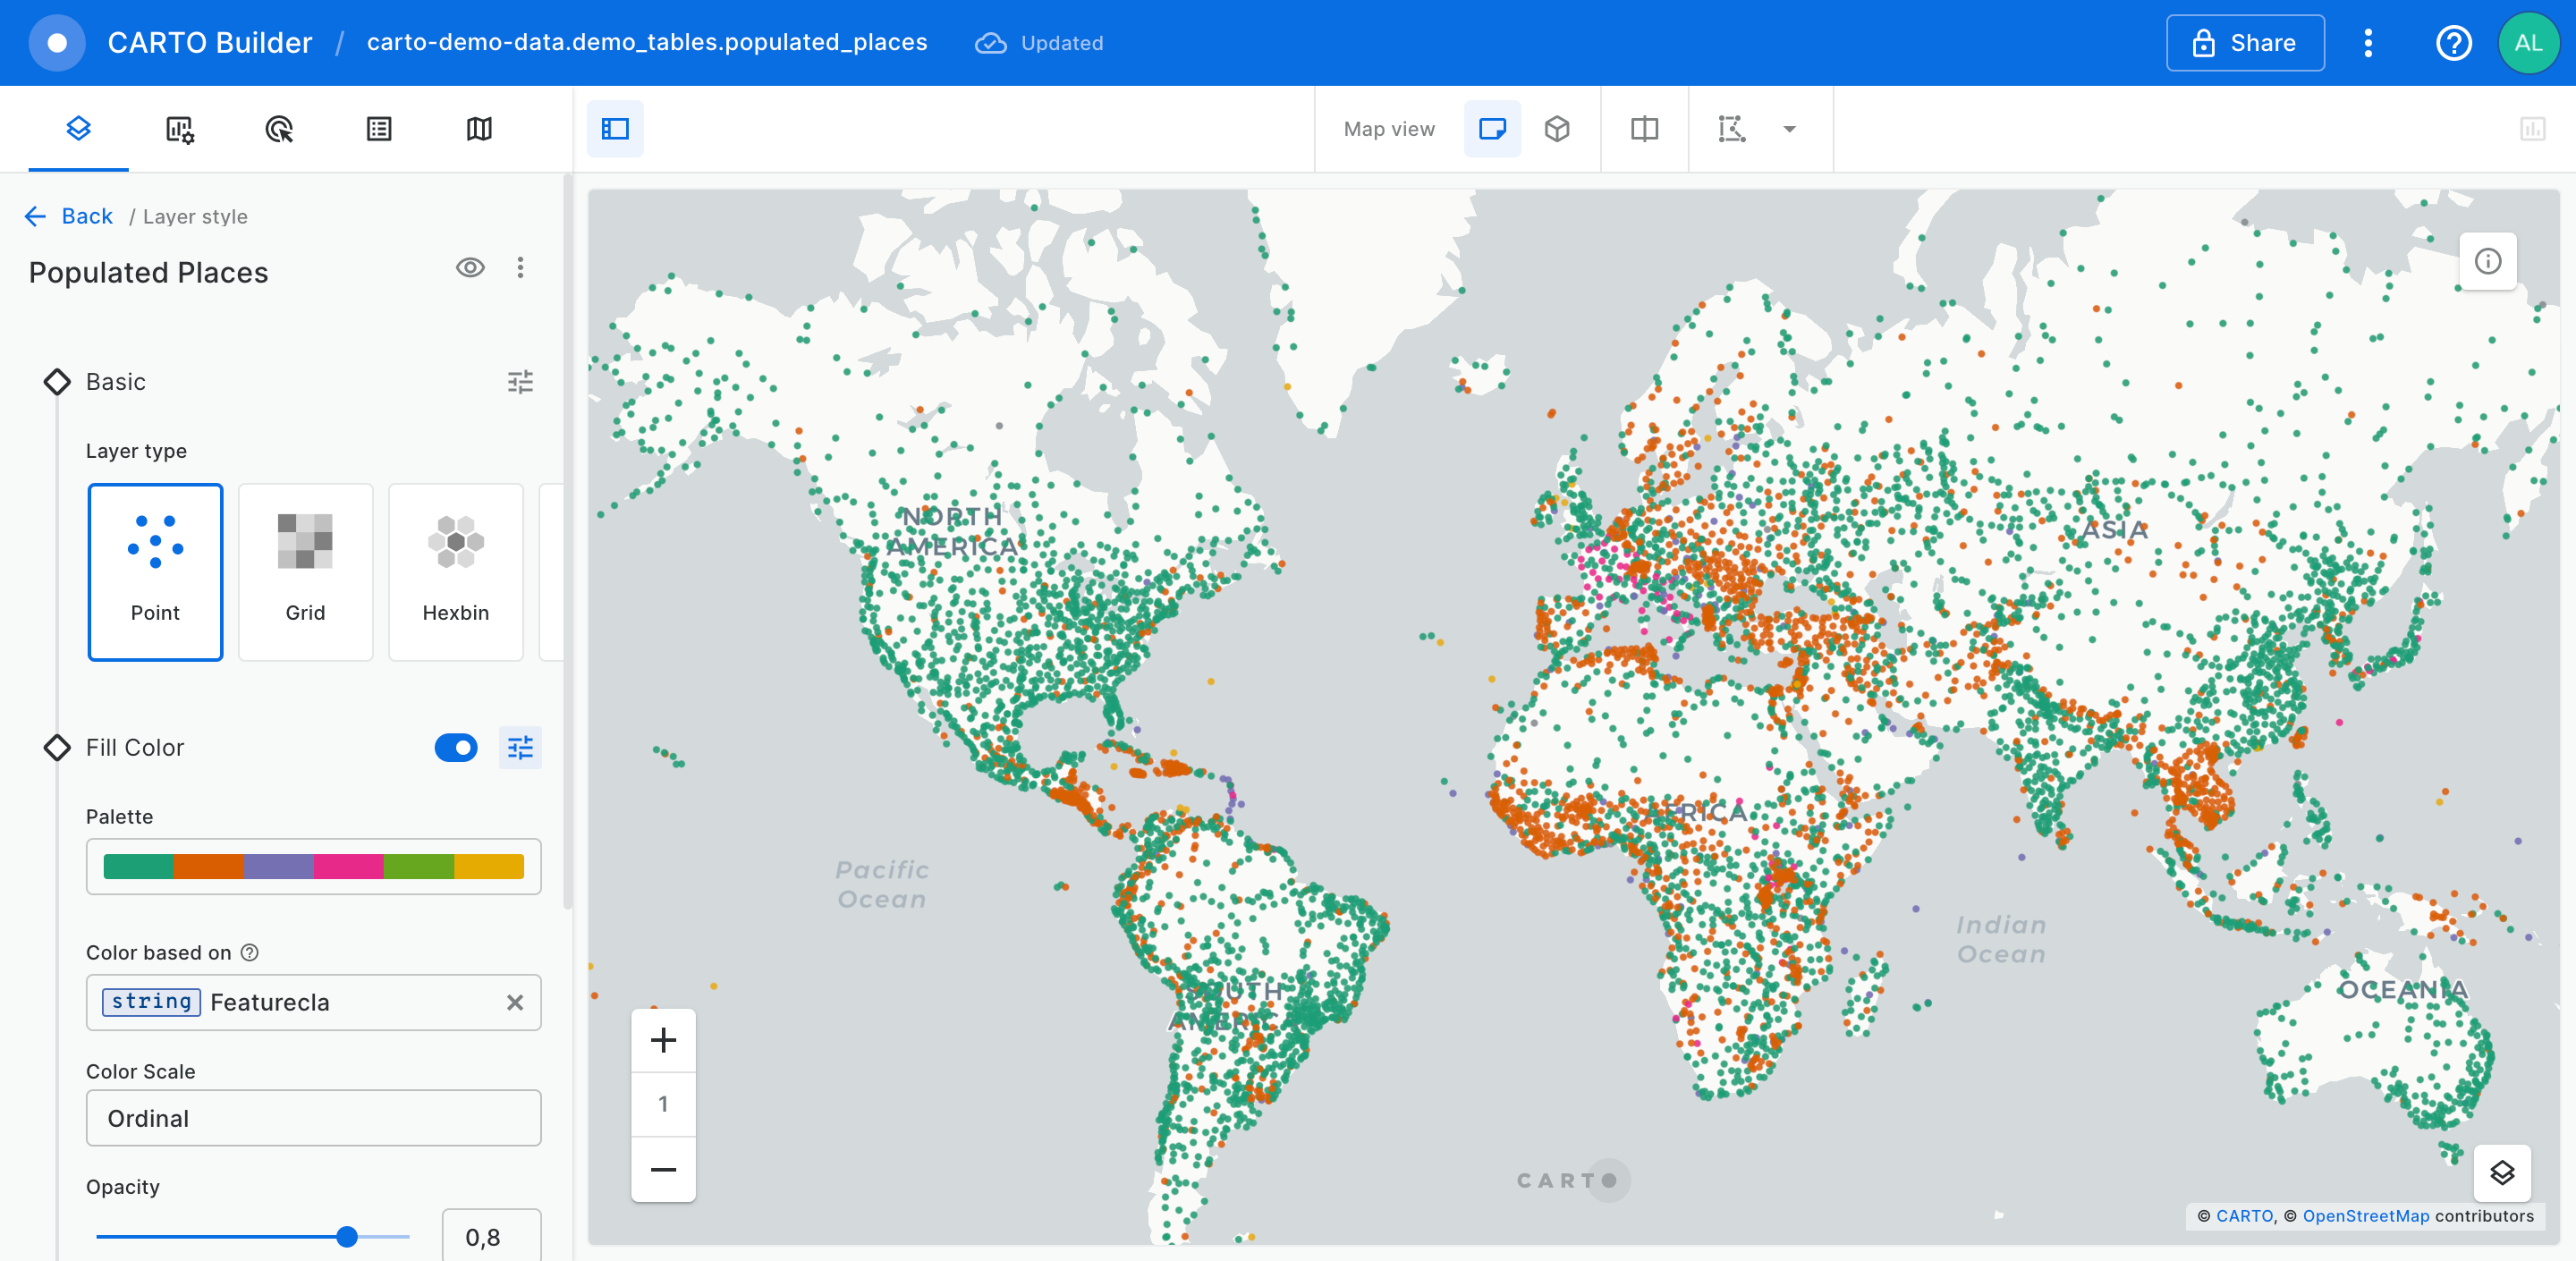 CARTO Builder / carto-demo-data.demo_tables.populated_places Updated
Share
AL
Map view
Back / Layer style
Populated Places
Basic
Layer type
Point Grid Hexbin
Fill Color
Palette
Color based on
string Featurecla
Color Scale
Ordinal
Opacity
0,8
NORTH
AMERICA
ASIA
AFRICA
Pacific
Ocean
Indian
Ocean
SOUTH
AMERICA
OCEANIA
1
CARTO
© CARTO, © OpenStreetMap contributors